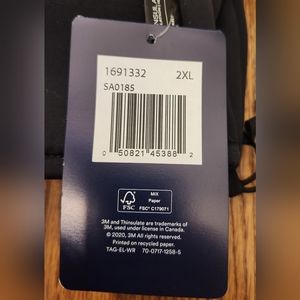 1691332 2XL
SA0185
0 50821 45388 2
FSC
MIX
Paper
FSC® C179071
3M and Thinsulate are trademarks of
3M, used under license in Canada.
© 2020, 3M All rights reserved.
Printed on recycled paper.
TAG-EL-WR 70-0717-1258-5